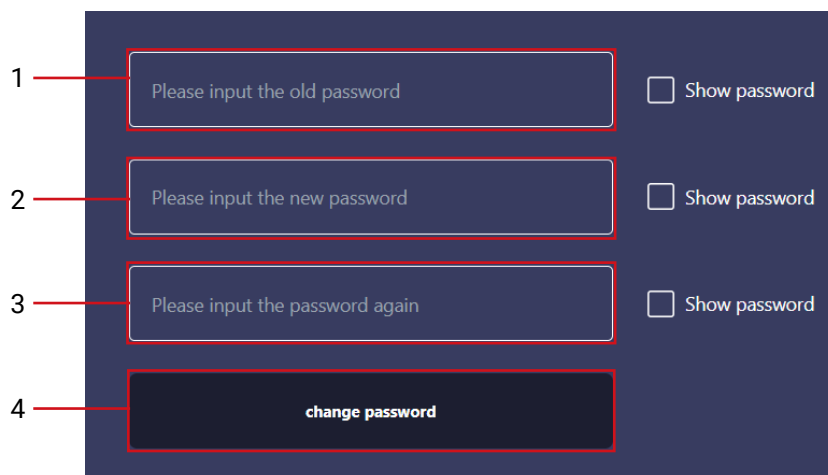 1 Please input the old password Show password
2 Please input the new password Show password
3 Please input the password again Show password
4 change password